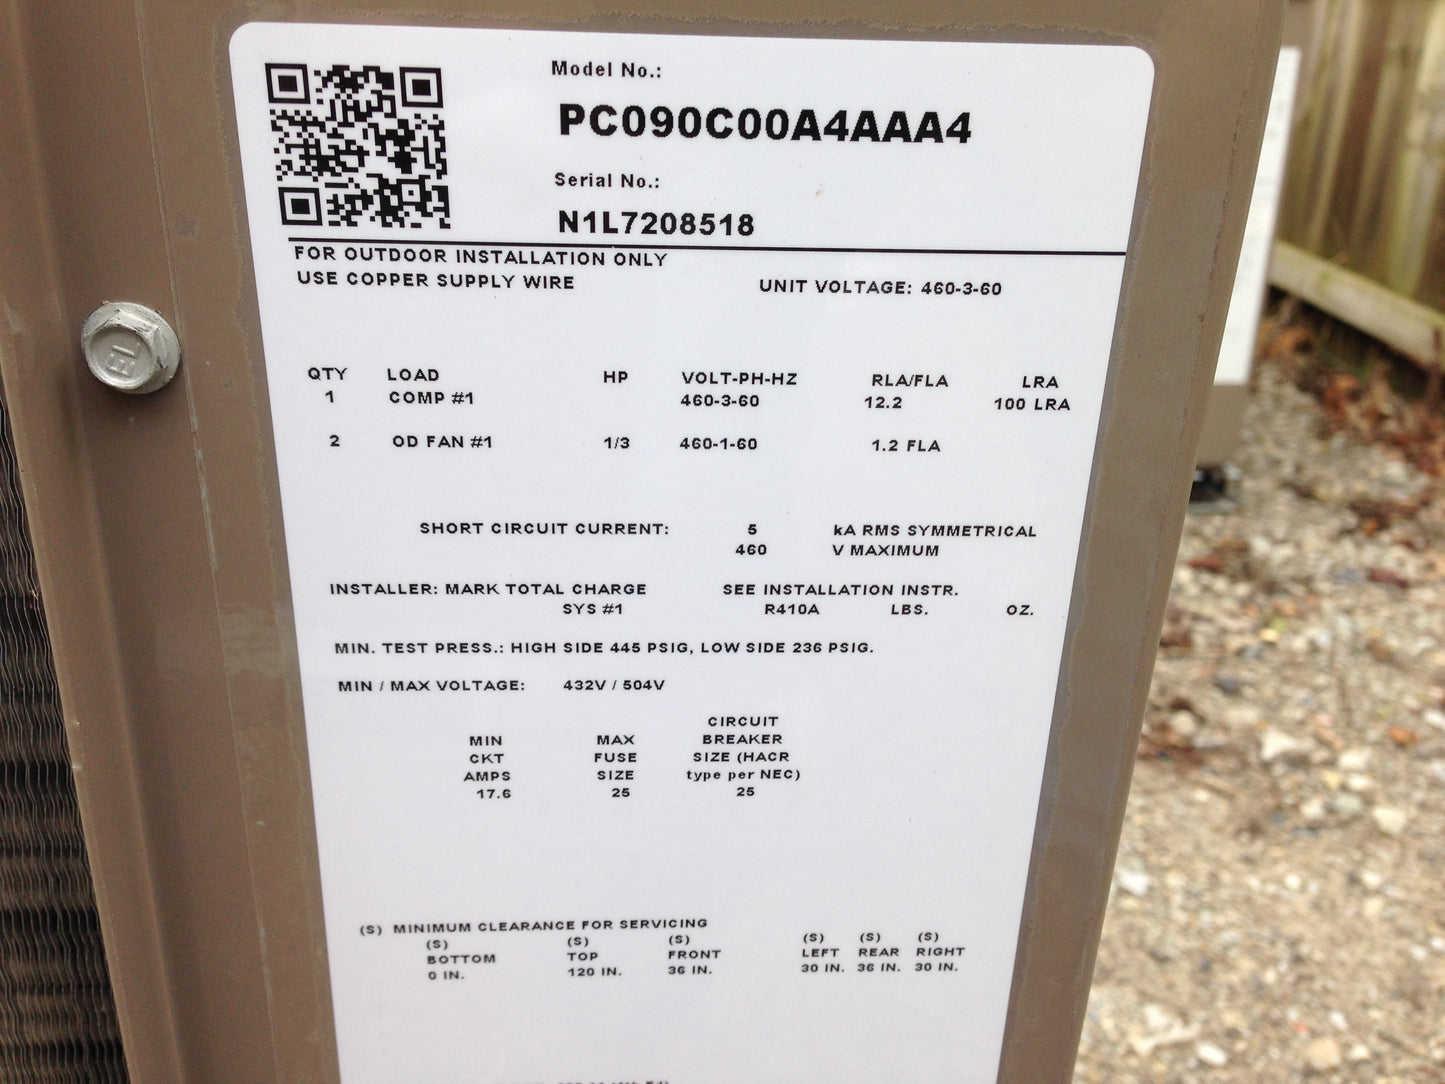 Model No.:
PC090C00A4AAA4
Serial No.:
N1L7208518
FOR OUTDOOR INSTALLATION ONLY
USE COPPER SUPPLY WIRE
UNIT VOLTAGE: 460-3-60
QTY LOAD HP VOLT-PH-HZ RLA/FLA LRA
1 COMP #1 460-3-60 12.2 100 LRA
2 OD FAN #1 1/3 460-1-60 1.2 FLA
SHORT CIRCUIT CURRENT: 5 kA RMS SYMMETRICAL
460 V MAXIMUM
INSTALLER: MARK TOTAL CHARGE SEE INSTALLATION INSTR.
SYS #1 R410A LBS. OZ.
MIN. TEST PRESS.: HIGH SIDE 445 PSIG, LOW SIDE 236 PSIG.
MIN / MAX VOLTAGE: 432V / 504V
CIRCUIT
MIN MAX BREAKER
CKT FUSE SIZE (HACR
AMPS SIZE type per NEC)
17.6 25 25
(S) MINIMUM CLEARANCE FOR SERVICING
(S) (S) (S) (S) (S) (S)
BOTTOM TOP FRONT LEFT REAR RIGHT
0 IN. 120 IN. 36 IN. 30 IN. 36 IN. 30 IN.